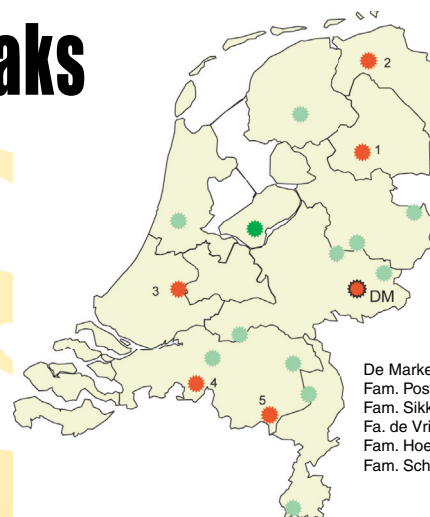 aks
2
1
3
DM
4
5
De Marke
Fam. Pos
Fam. Sikk
Fa. de Vri
Fam. Hoe
Fam. Sch